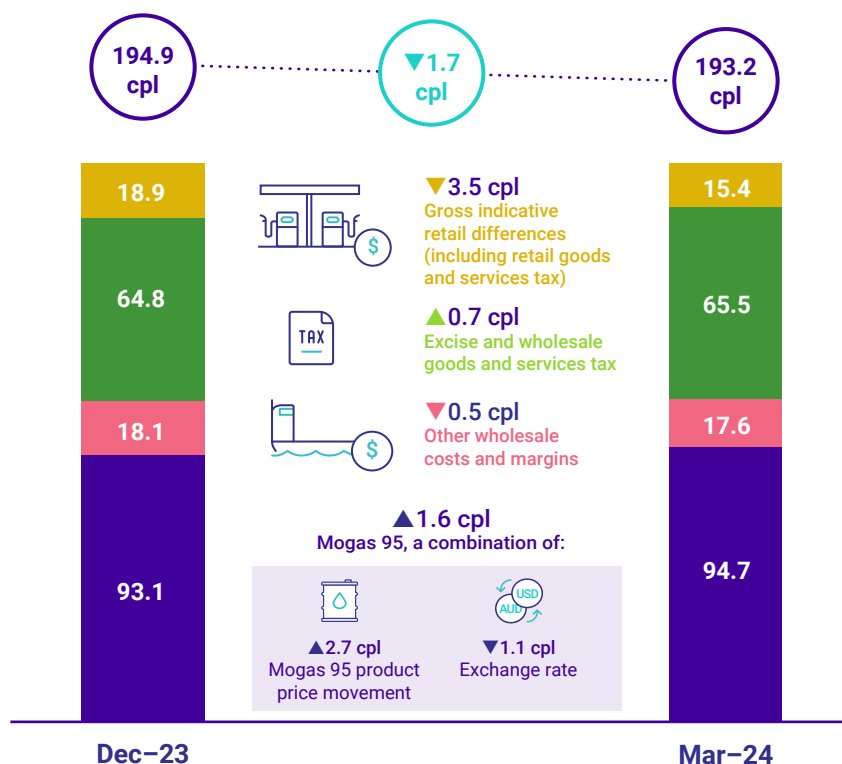 194.9
cpl
▼1.7
cpl
193.2
cpl
18.9
64.8
18.1
93.1
▼3.5 cpl
Gross indicative
retail differences
(including retail goods
and services tax)
$
TAX
▲0.7 cpl
Excise and wholesale
goods and services tax
$
▼0.5 cpl
Other wholesale
costs and margins
▲1.6 cpl
Mogas 95, a combination of:
▲2.7 cpl
Mogas 95 product
price movement
USD
AUD
▼1.1 cpl
Exchange rate
15.4
65.5
17.6
94.7
Dec–23
Mar–24